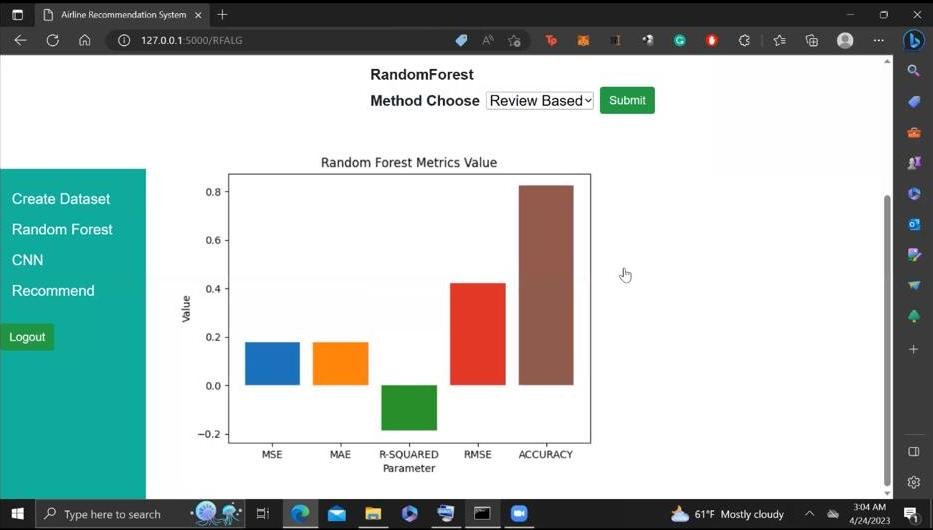 Airline Recommendation System
127.0.0.1:5000/RFALG
RandomForest
Method Choose Review Based Submit
Create Dataset
Random Forest
CNN
Recommend
Logout
Random Forest Metrics Value
Value
0.8
0.6
0.4
0.2
0.0
−0.2
MSE MAE R-SQUARED RMSE ACCURACY
Parameter
Type here to search
61°F Mostly cloudy
3:04 AM
4/24/2023
1